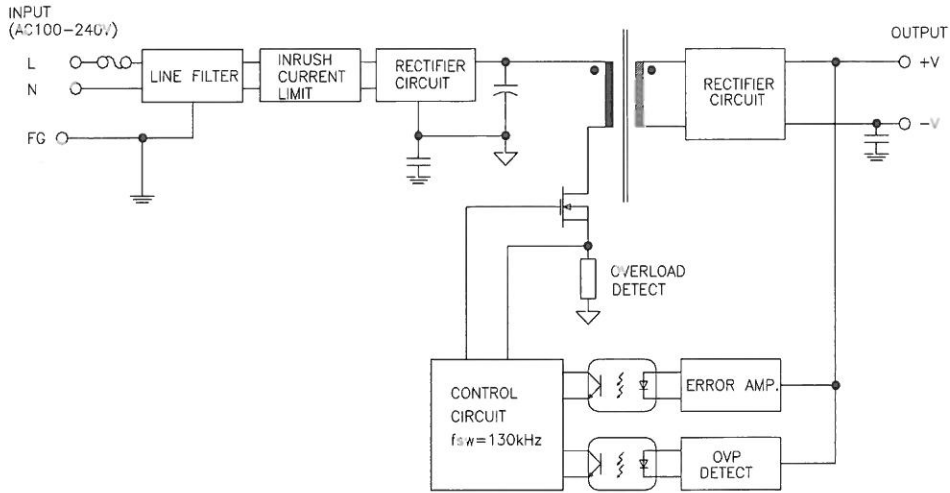 INPUT
(AC100-240V)
OUTPUT
L
LINE FILTER
INRUSH
CURRENT
LIMIT
RECTIFIER
CIRCUIT
RECTIFIER
CIRCUIT
+V
N
-V
FG
OVERLOAD
DETECT
CONTROL
CIRCUIT
fsw=130kHz
ERROR AMP.
OVP
DETECT